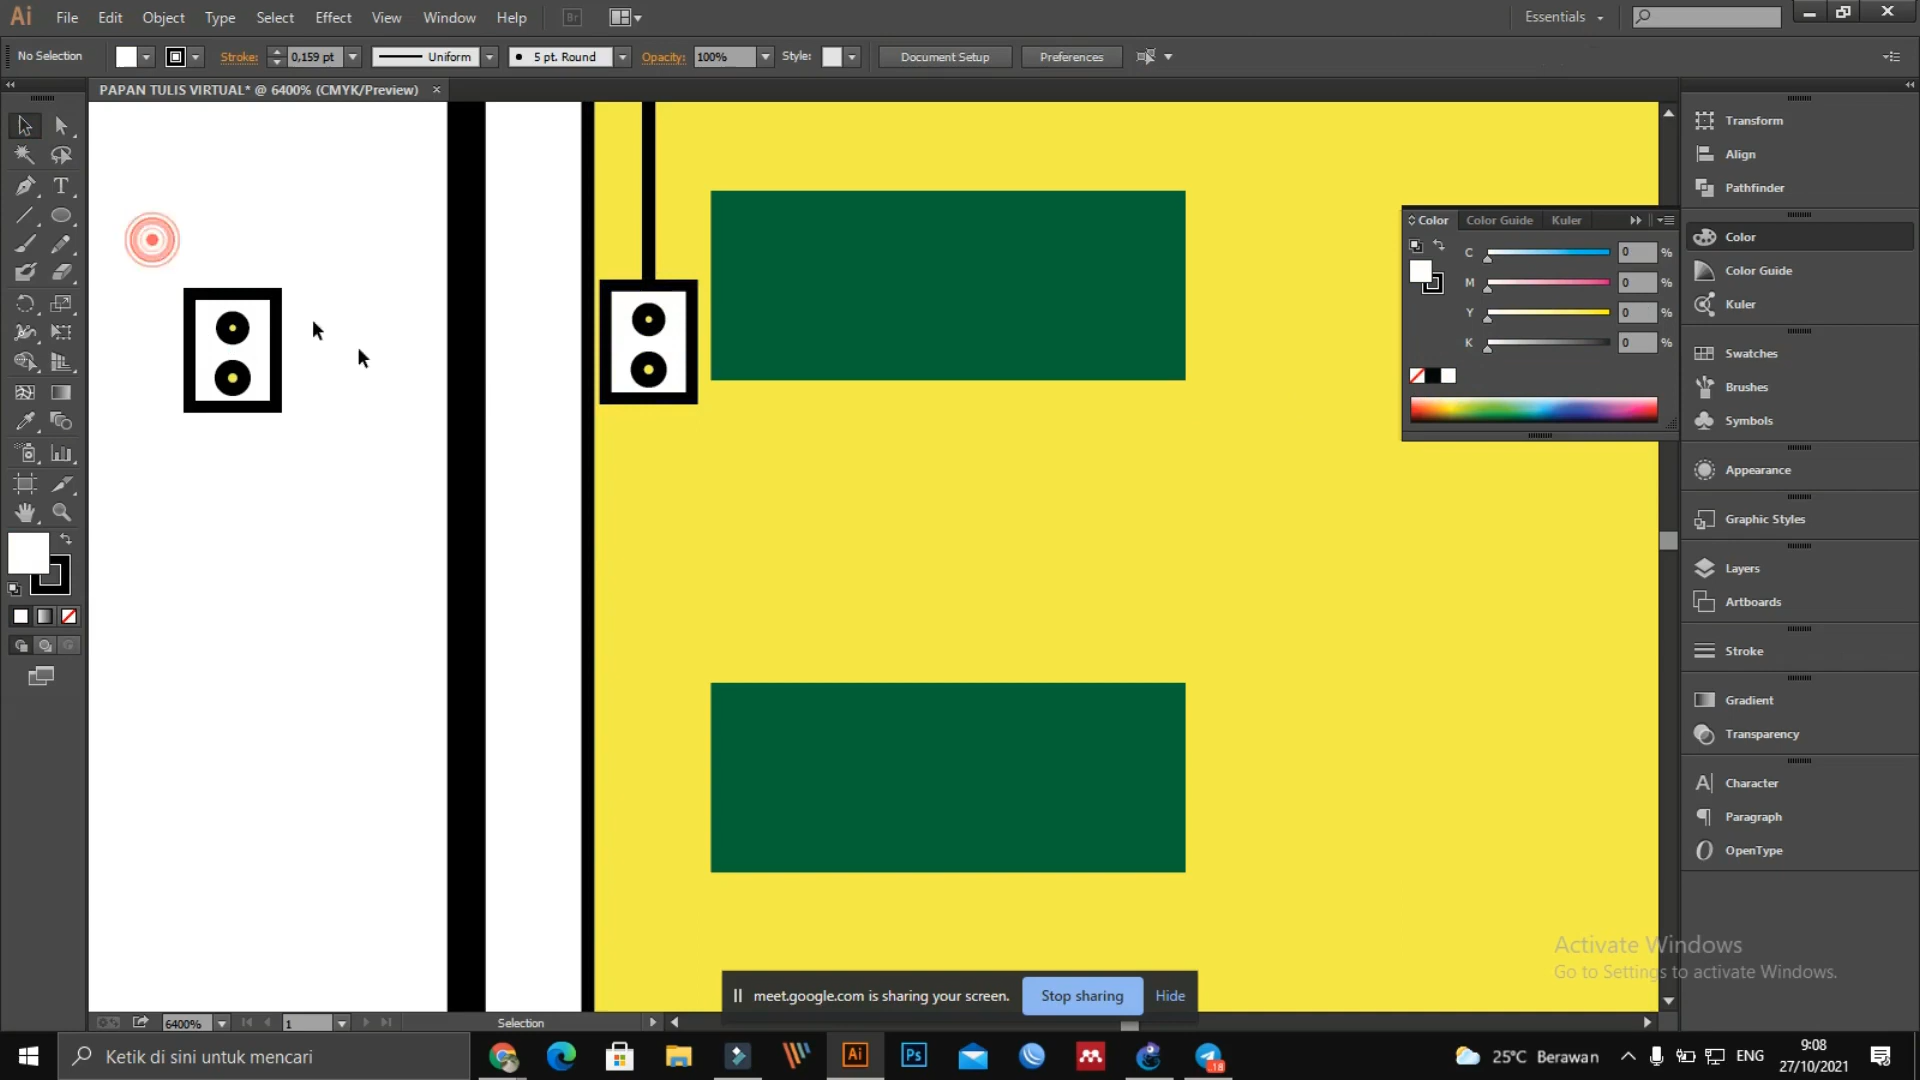 Ai File Edit Object Type Select Effect View Window Help Br Essentials
No Selection Stroke: 0,159 pt Uniform 5 pt. Round Opacity: 100% Style: Document Setup Preferences
PAPAN TULIS VIRTUAL* @ 6400% (CMYK/Preview) ×
Color Color Guide Kuler
C 0 %
M 0 %
Y 0 %
K 0 %
Transform
Align
Pathfinder
Color
Color Guide
Kuler
Swatches
Brushes
Symbols
Appearance
Graphic Styles
Layers
Artboards
Stroke
Gradient
Transparency
Character
Paragraph
OpenType
Activate Windows
Go to Settings to activate Windows.
meet.google.com is sharing your screen. Stop sharing Hide
6400% 1 Selection
Ketik di sini untuk mencari
Ai Ps 18
25°C Berawan ENG
9:08
27/10/2021